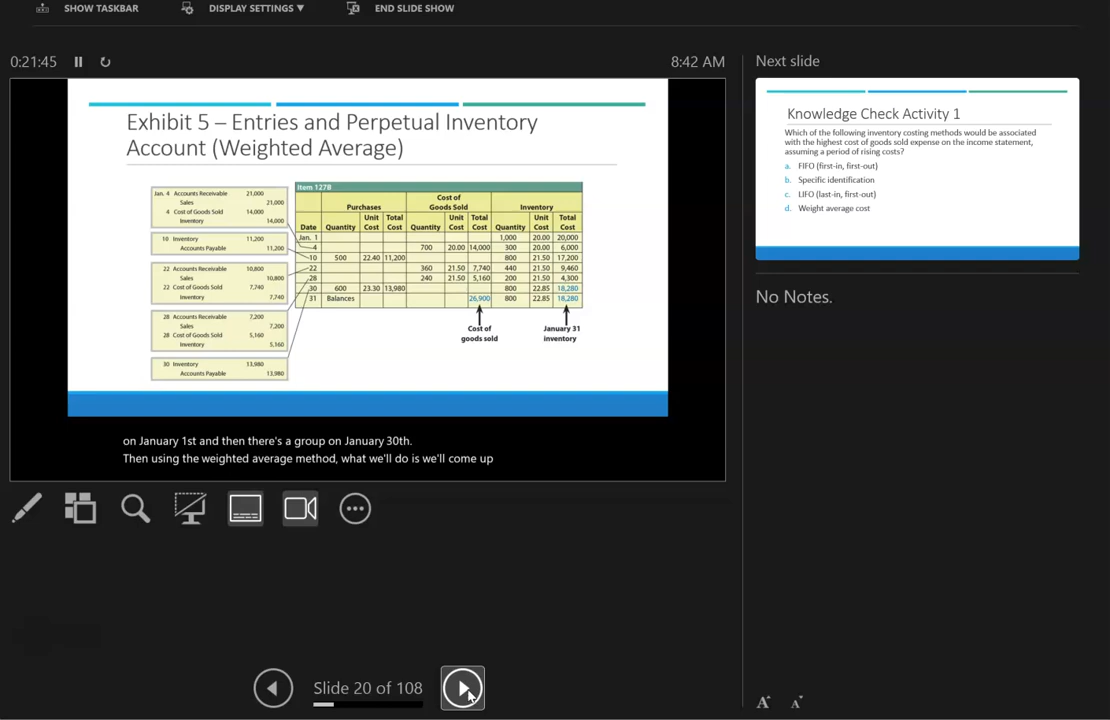 SHOW TASKBAR DISPLAY SETTINGS ▼ END SLIDE SHOW
0:21:45 8:42 AM
Exhibit 5 – Entries and Perpetual Inventory
Account (Weighted Average)
Jan. 4 Accounts Receivable 21,000
Sales 21,000
4 Cost of Goods Sold 14,000
Inventory 14,000
10 Inventory 11,200
Accounts Payable 11,200
22 Accounts Receivable 10,800
Sales 10,800
22 Cost of Goods Sold 7,740
Inventory 7,740
28 Accounts Receivable 7,200
Sales 7,200
28 Cost of Goods Sold 5,160
Inventory 5,160
30 Inventory 13,980
Accounts Payable 13,980
Item 127B
Purchases Cost of Goods Sold Inventory
Date Quantity Unit Cost Total Cost Quantity Unit Cost Total Cost Quantity Unit Cost Total Cost
Jan. 1 1,000 20.00 20,000
4 700 20.00 14,000 300 20.00 6,000
10 500 22.40 11,200 800 21.50 17,200
22 360 21.50 7,740 440 21.50 9,460
28 240 21.50 5,160 200 21.50 4,300
30 600 23.30 13,980 800 22.85 18,280
31 Balances 26,900 800 22.85 18,280
Cost of
goods sold
January 31
inventory
on January 1st and then there's a group on January 30th.
Then using the weighted average method, what we'll do is we'll come up
Slide 20 of 108
Next slide
Knowledge Check Activity 1
Which of the following inventory costing methods would be associated
with the highest cost of goods sold expense on the income statement,
assuming a period of rising costs?
a. FIFO (first-in, first-out)
b. Specific identification
c. LIFO (last-in, first-out)
d. Weight average cost
No Notes.
A A